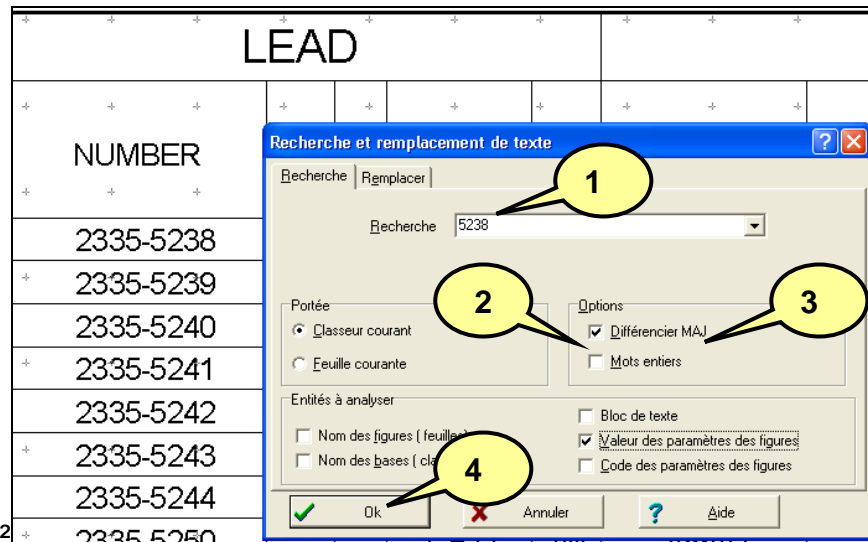 LEAD
NUMBER
2335-5238
2335-5239
2335-5240
2335-5241
2335-5242
2335-5243
2335-5244
2335-5250
2
Recherche et remplacement de texte
Recherche Remplacer
1
Recherche 5238
Portée
Classeur courant
Feuille courante
2
Options
Différencier MAJ
Mots entiers
3
Entités à analyser
Nom des figures ( feuilles)
Nom des bases ( cla
Bloc de texte
Valeur des paramètres des figures
Code des paramètres des figures
4
Ok Annuler Aide